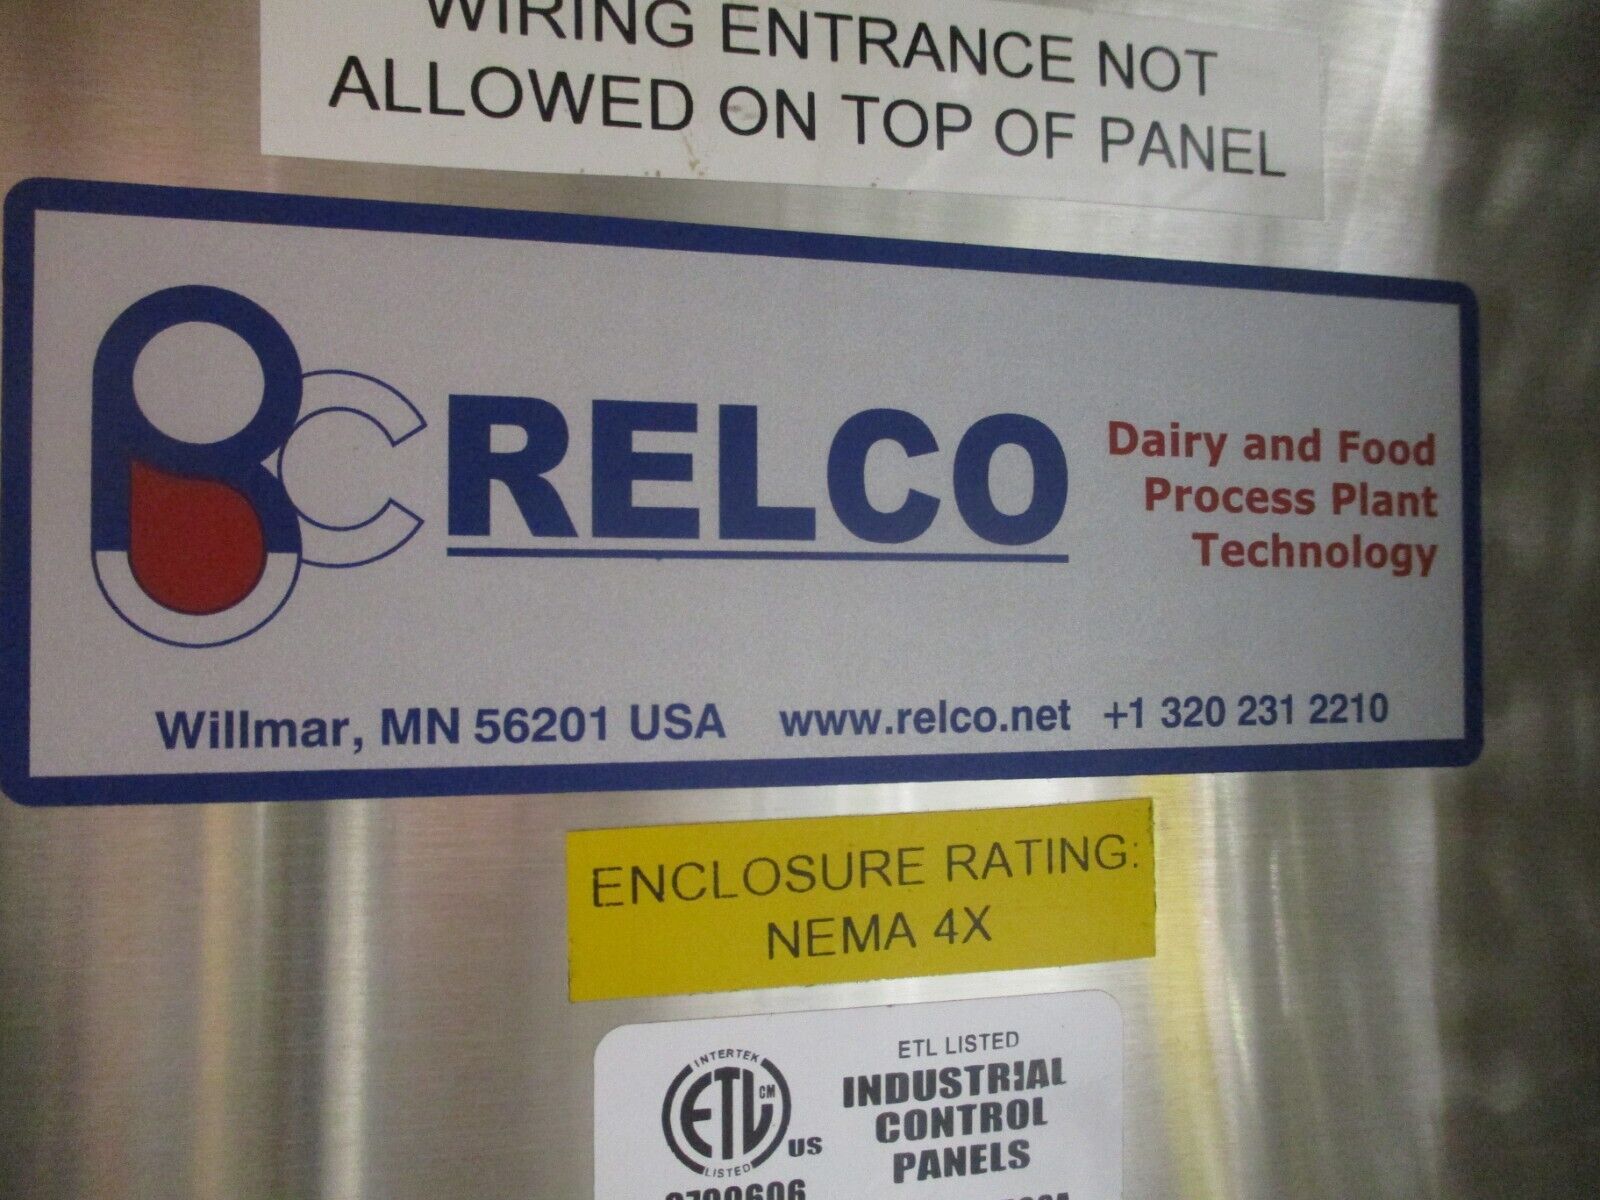 WIRING ENTRANCE NOT
ALLOWED ON TOP OF PANEL
RELCO
Dairy and Food
Process Plant
Technology
Willmar, MN 56201 USA www.relco.net +1 320 231 2210
ENCLOSURE RATING:
NEMA 4X
INTERTEK
ETL CM
LISTED
US
ETL LISTED
INDUSTRIAL
CONTROL
PANELS